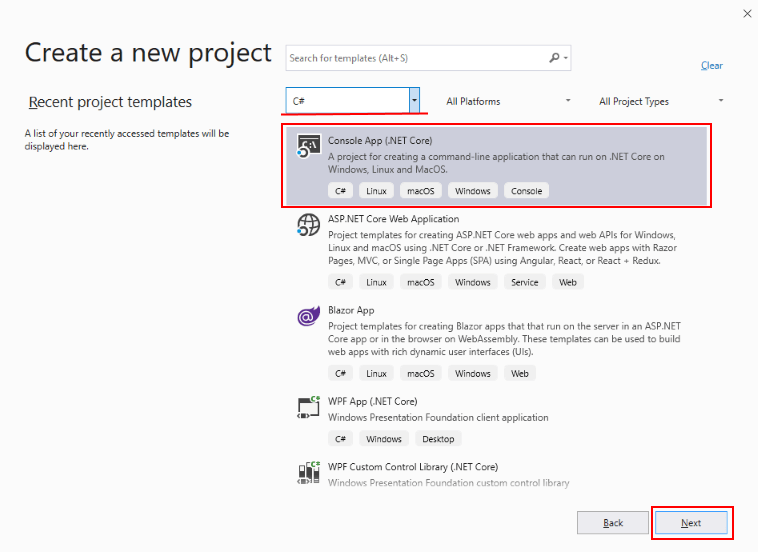 Create a new project
Search for templates (Alt+S)
Clear
Recent project templates
C#
All Platforms
All Project Types
A list of your recently accessed templates will be
displayed here.
Console App (.NET Core)
A project for creating a command-line application that can run on .NET Core on
Windows, Linux and MacOS.
C# Linux macOS Windows Console
ASP.NET Core Web Application
Project templates for creating ASP.NET Core web apps and web APIs for Windows,
Linux and macOS using .NET Core or .NET Framework. Create web apps with Razor
Pages, MVC, or Single Page Apps (SPA) using Angular, React, or React + Redux.
C# Linux macOS Windows Service Web
Blazor App
Project templates for creating Blazor apps that that run on the server in an ASP.NET
Core app or in the browser on WebAssembly. These templates can be used to build
web apps with rich dynamic user interfaces (UIs).
C# Linux macOS Windows Web
WPF App (.NET Core)
Windows Presentation Foundation client application
C# Windows Desktop
WPF Custom Control Library (.NET Core)
Windows Presentation Foundation custom control library
Back
Next